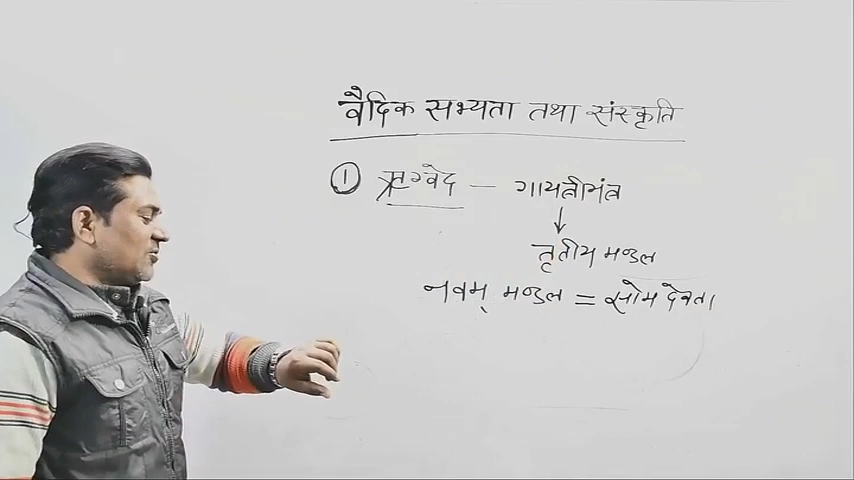 वैदिक सभ्यता तथा संस्कृति
① ऋग्वेद — गायत्रीमंत्र
↓
तृतीय मण्डल
नवम् मण्डल = सोम देवता